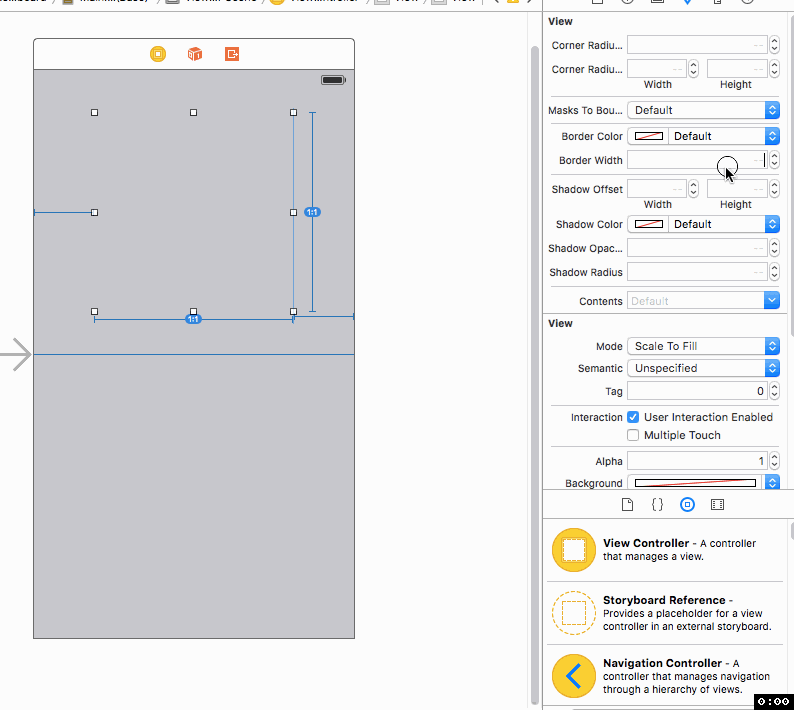 View
Corner Radiu... --
Corner Radiu... -- --
Width Height
Masks To Bou... Default
Border Color Default
Border Width --
Shadow Offset -- --
Width Height
Shadow Color Default
Shadow Opac... --
Shadow Radius --
Contents Default
View
Mode Scale To Fill
Semantic Unspecified
Tag 0
Interaction User Interaction Enabled
Multiple Touch
Alpha 1
Background
1:1
1:1
{}
View Controller - A controller
that manages a view.
Storyboard Reference -
Provides a placeholder for a view
controller in an external storyboard.
Navigation Controller - A
controller that manages navigation
through a hierarchy of views.
0:00